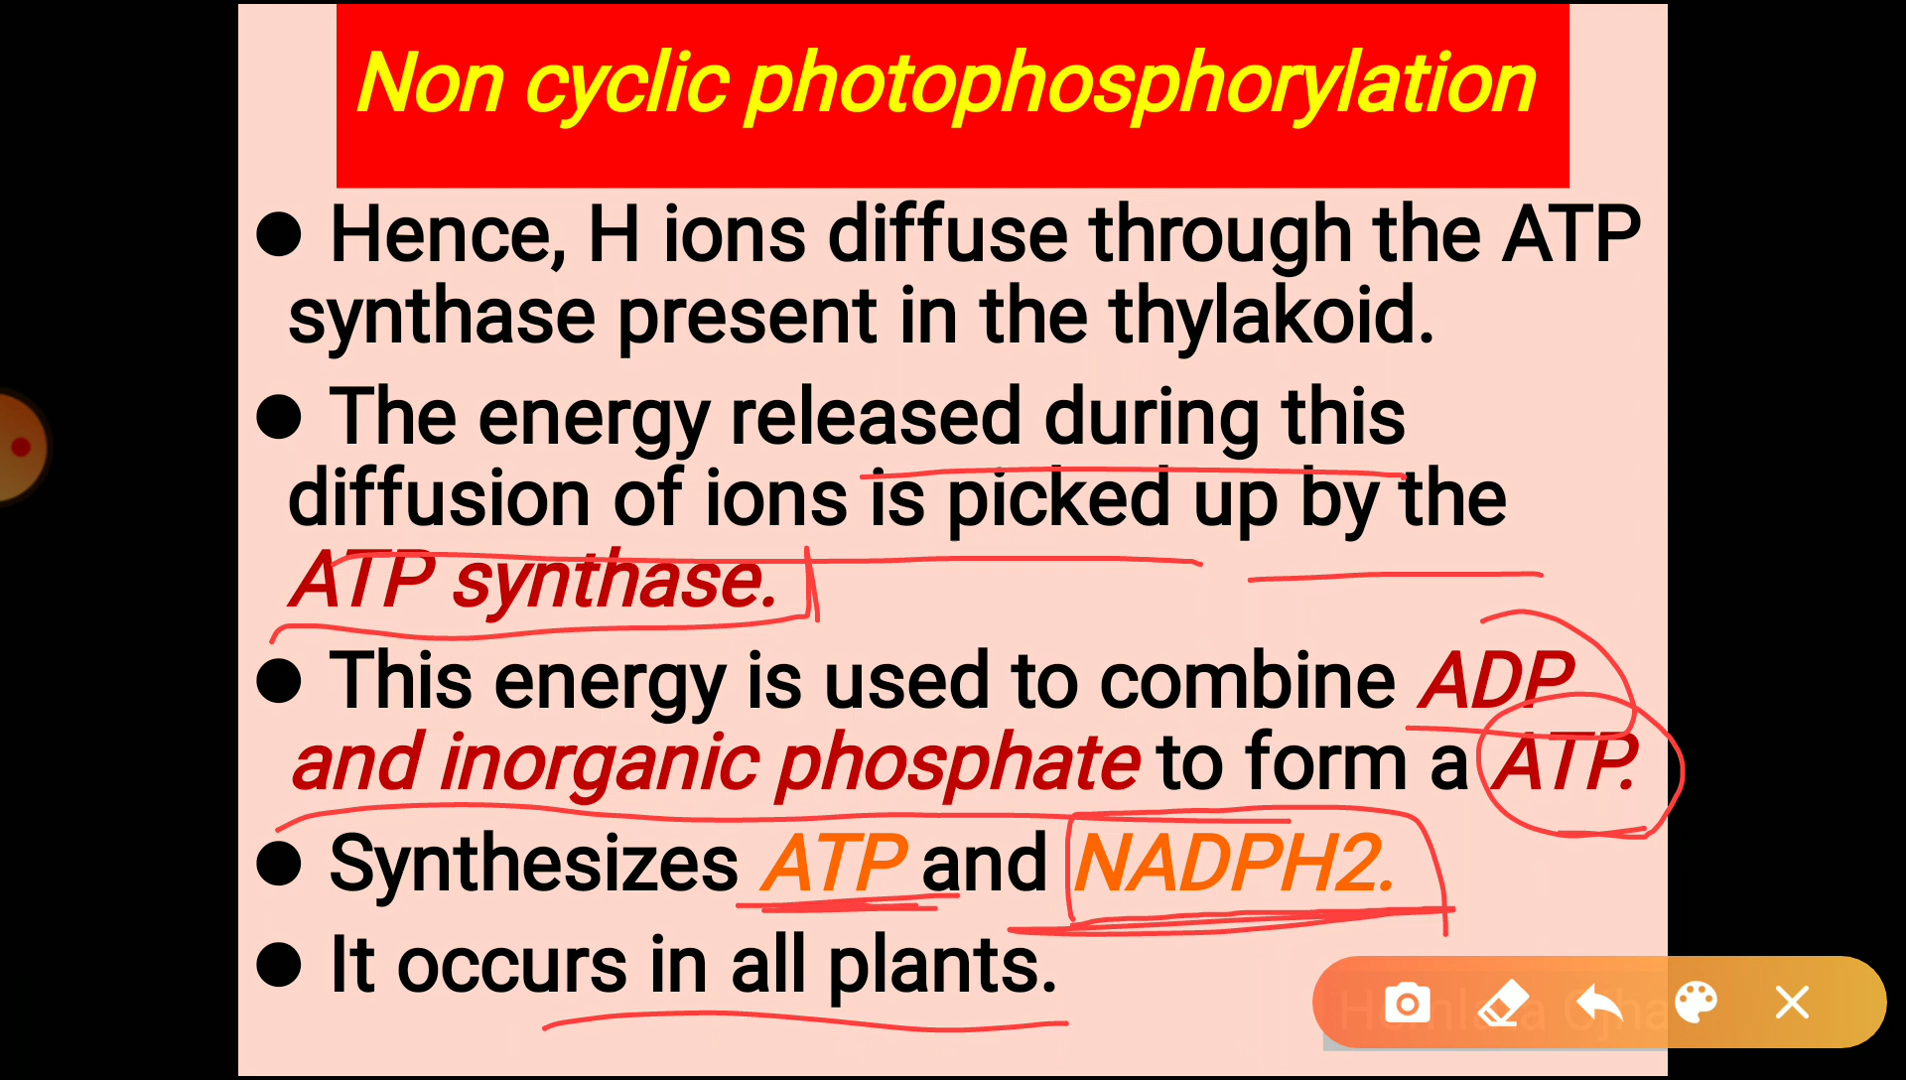 Non cyclic photophosphorylation
● Hence, H ions diffuse through the ATP
synthase present in the thylakoid.
● The energy released during this
diffusion of ions is picked up by the
ATP synthase.
● This energy is used to combine ADP
and inorganic phosphate to form a ATP.
● Synthesizes ATP and NADPH2.
● It occurs in all plants.